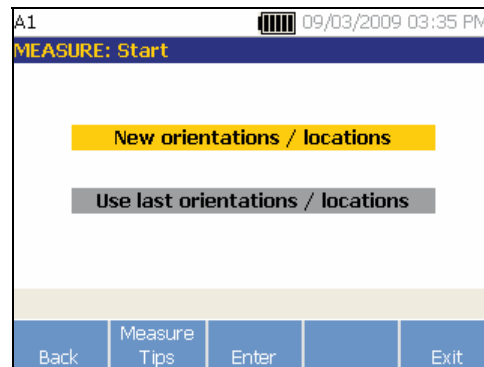 A1 09/03/2009 03:35 PM
MEASURE: Start
New orientations / locations
Use last orientations / locations
Measure
Back Tips Enter Exit